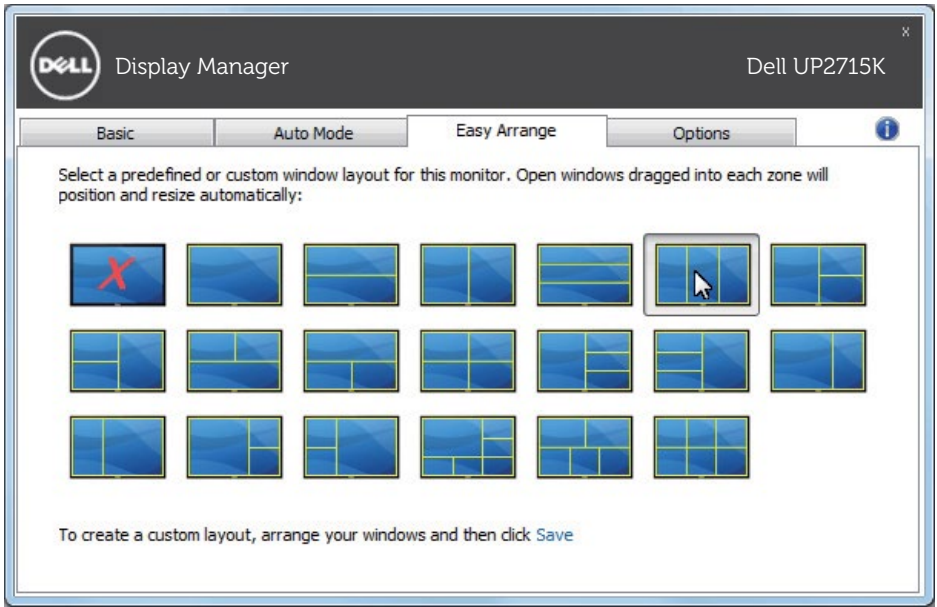 x
DELL
Display Manager
Dell UP2715K
Basic
Auto Mode
Easy Arrange
Options
i
Select a predefined or custom window layout for this monitor. Open windows dragged into each zone will
position and resize automatically:
X
To create a custom layout, arrange your windows and then click Save